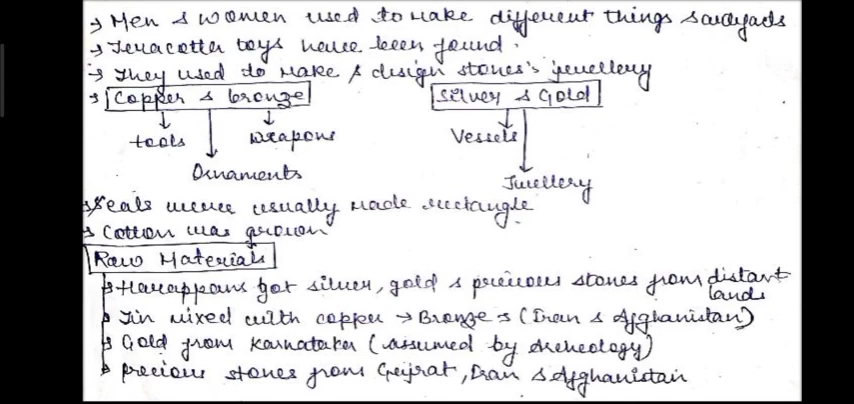 → Men & women used to make different things & courtyards
→ Teracotta toys have been found.
→ They used to make & design stones's jewellery
→ Copper & bronze Silver & Gold
tools weapons Vessels
Ornaments Jwellery
→ Seals were usually made rectangle
→ Cotton was grown
Raw Materials
→ Harappans got silver, gold & precious stones from distant lands
→ Tin mixed with copper → Bronze → (Iran & Afghanistan)
→ Gold from Karnataka (assumed by archeology)
→ precious stones from Gujrat, Iran & Afghanistan